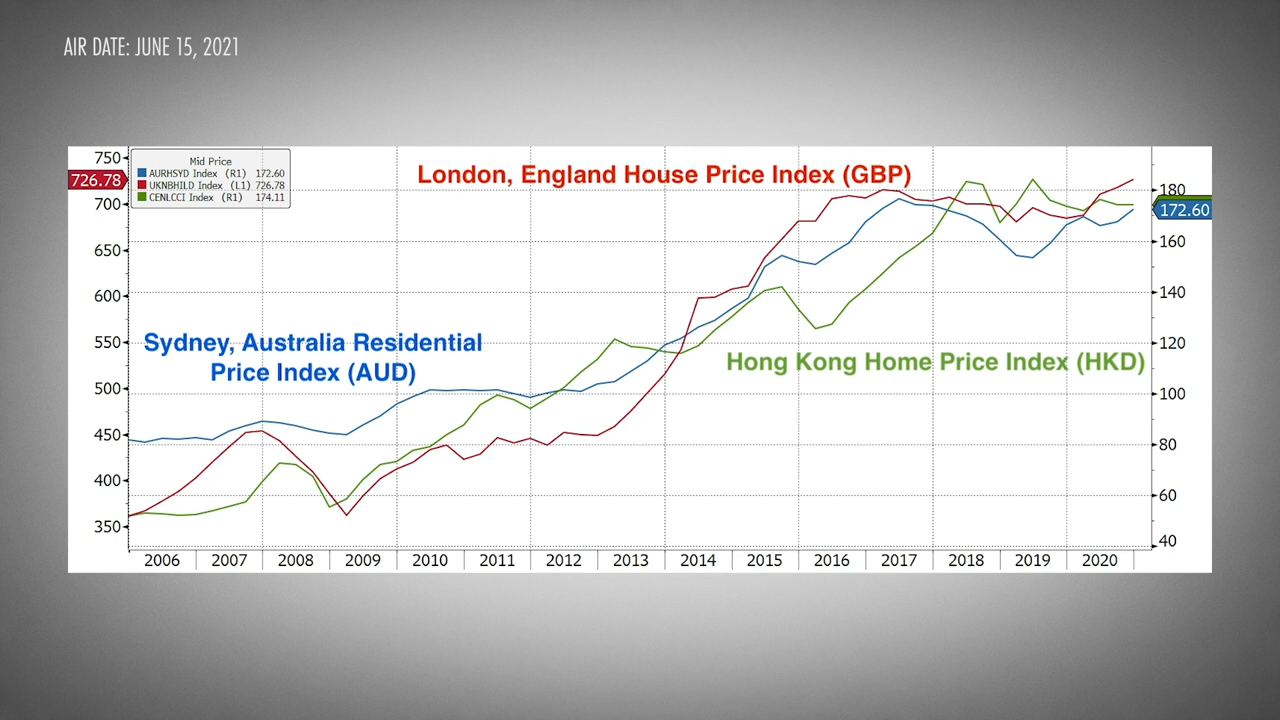 AIR DATE: JUNE 15, 2021
London, England House Price Index (GBP)
Mid Price
AURHSYD Index (R1) 172.60
UKNBHILD Index (L1) 726.78
CENLCCI Index (R1) 174.11
Sydney, Australia Residential
Price Index (AUD)
Hong Kong Home Price Index (HKD)
750
726.78
700
650
600
550
500
450
400
350
180
172.60
160
140
120
100
80
60
40
2006 2007 2008 2009 2010 2011 2012 2013 2014 2015 2016 2017 2018 2019 2020